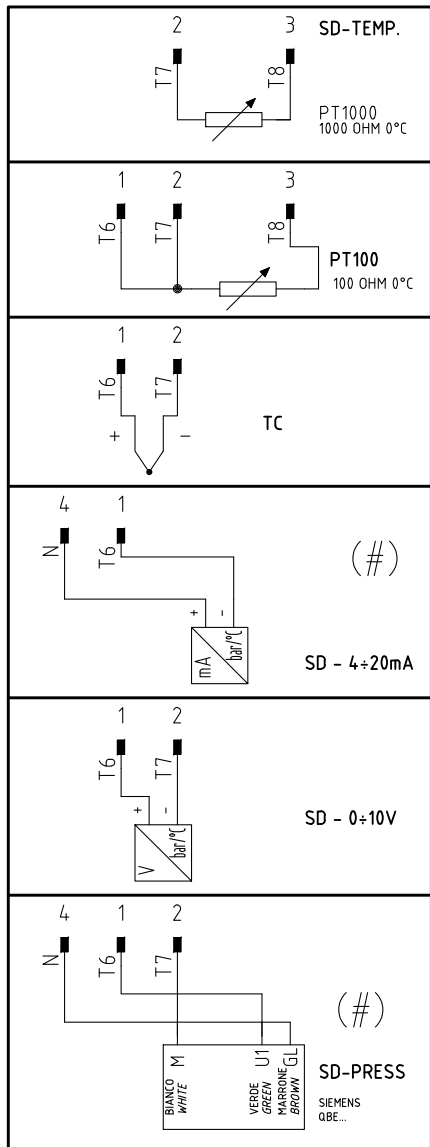 2 3 SD-TEMP.
T7 T8
PT1000
1000 OHM 0°C
1 2 3
T6 T7 T8
PT100
100 OHM 0°C
1 2
T6 T7
+ -
TC
4 1
N T6
(#)
+ -
mA bar/°C
SD - 4÷20mA
1 2
T6 T7
+ -
V bar/°C
SD - 0÷10V
4 1 2
N T6 T7
(#)
M U1 GL
BIANCO VERDE MARRONE
WHITE GREEN BROWN
SD-PRESS
SIEMENS
QBE...